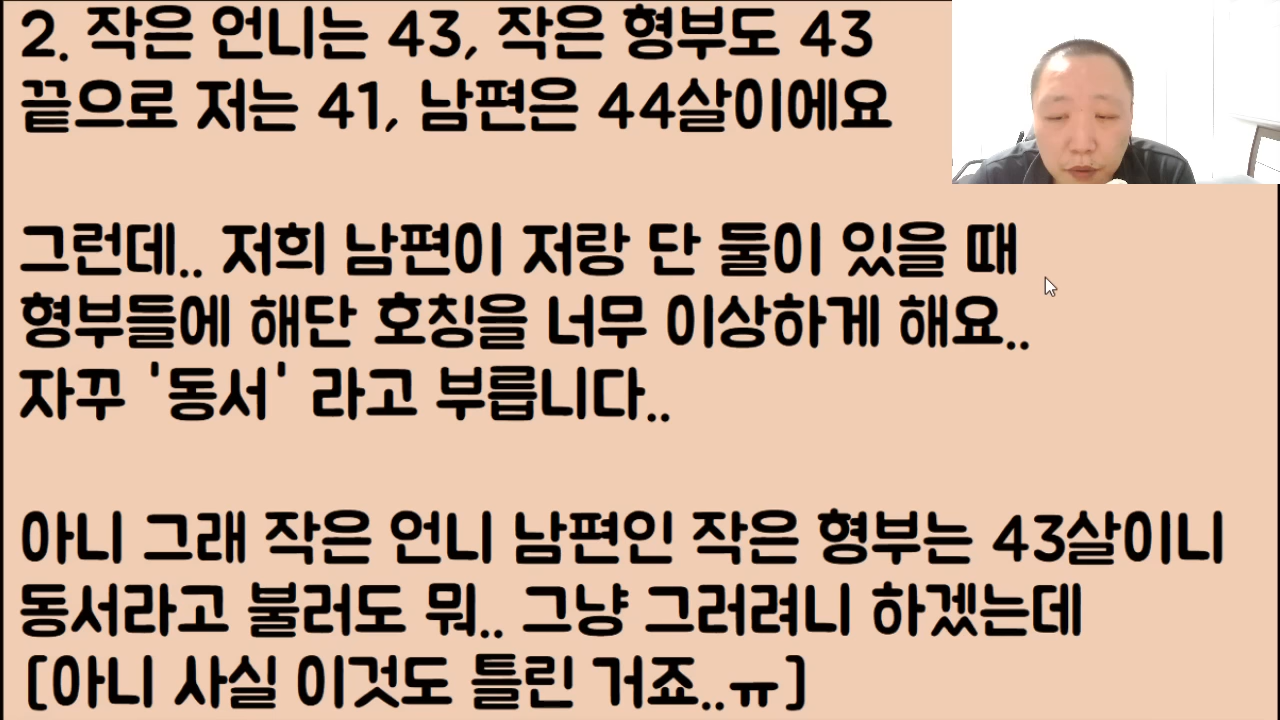 2. 작은 언니는 43, 작은 형부도 43
끝으로 저는 41, 남편은 44살이에요
그런데.. 저희 남편이 저랑 단 둘이 있을 때
형부들에 해단 호칭을 너무 이상하게 해요..
자꾸 '동서' 라고 부릅니다..
아니 그래 작은 언니 남편인 작은 형부는 43살이니
동서라고 불러도 뭐.. 그냥 그러려니 하겠는데
[아니 사실 이것도 틀린 거죠..ㅠ]